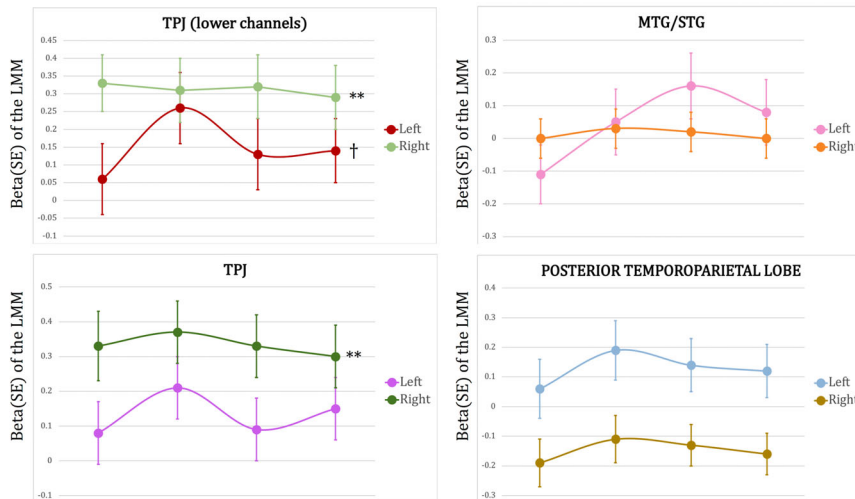 TPJ (lower channels)
Beta(SE) of the LMM
0.45
0.4
0.35
0.3
0.25
0.2
0.15
0.1
0.05
0
-0.05
-0.1
**
†
Left
Right
MTG/STG
Beta(SE) of the LMM
0.3
0.2
0.1
0
-0.1
-0.2
-0.3
Left
Right
TPJ
Beta(SE) of the LMM
0.5
0.4
0.3
0.2
0.1
0
-0.1
**
Left
Right
POSTERIOR TEMPOROPARIETAL LOBE
Beta(SE) of the LMM
0.4
0.3
0.2
0.1
0
-0.1
-0.2
-0.3
Left
Right